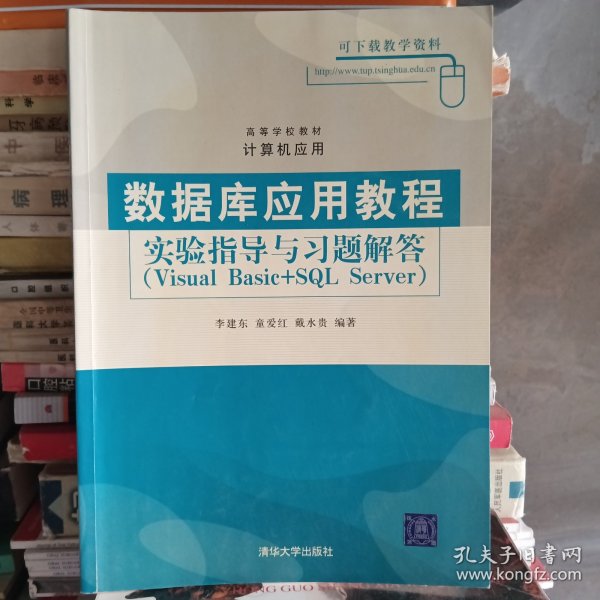 可下载教学资料
http://www.tup.tsinghua.edu.cn
高等学校教材
计算机应用
数据库应用教程
实验指导与习题解答
(Visual Basic+SQL Server)
李建东 童爱红 戴水贵 编著
清华大学出版社
孔夫子旧书网
www.kongfz.com